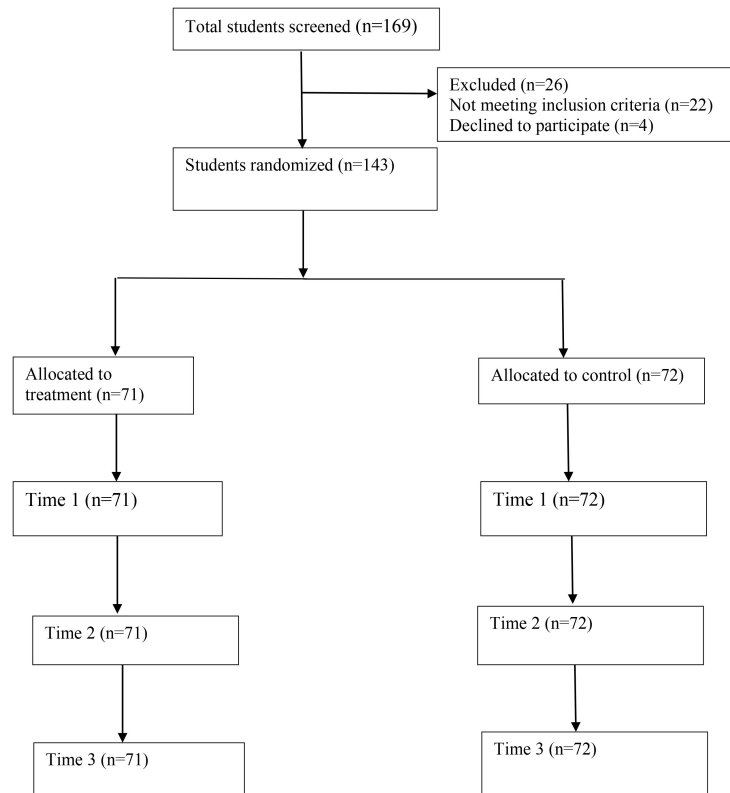 Total students screened (n=169)
Excluded (n=26)
Not meeting inclusion criteria (n=22)
Declined to participate (n=4)
Students randomized (n=143)
Allocated to
treatment (n=71)
Allocated to control (n=72)
Time 1 (n=71)
Time 1 (n=72)
Time 2 (n=71)
Time 2 (n=72)
Time 3 (n=71)
Time 3 (n=72)